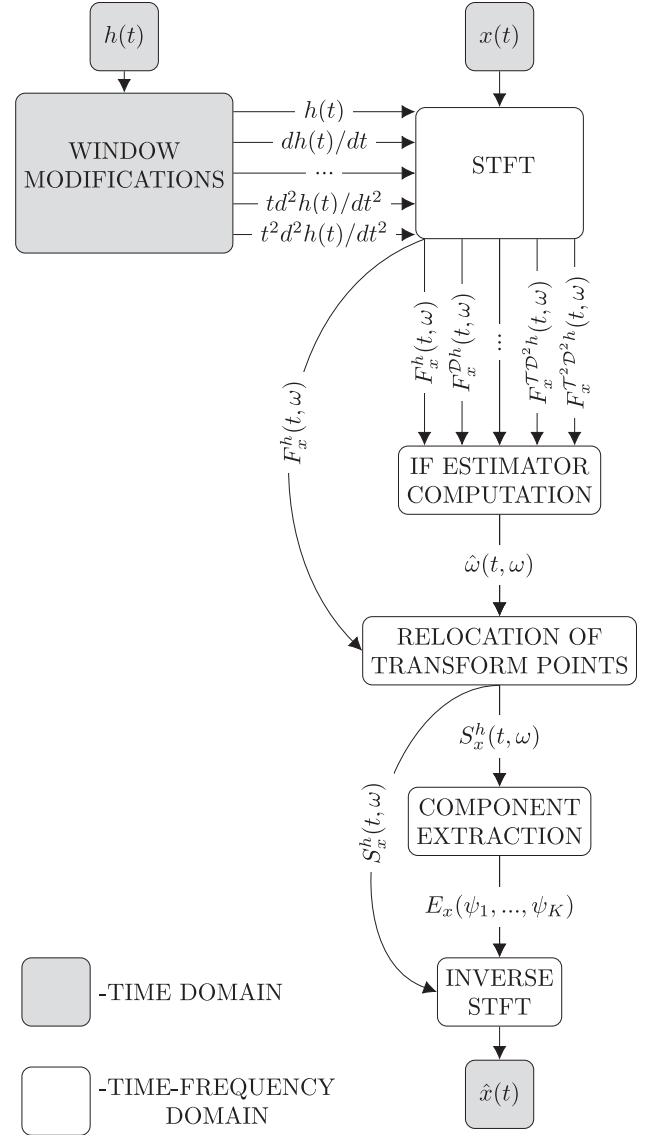 h(t)
x(t)
WINDOW
MODIFICATIONS
h(t)
dh(t)/dt
...
td²h(t)/dt²
t²d²h(t)/dt²
STFT
F_x^h(t, ω)
F_x^h(t, ω)
F_x^{𝒟h}(t, ω)
...
F_x^{𝒯𝒟²h}(t, ω)
F_x^{𝒯²𝒟²h}(t, ω)
IF ESTIMATOR
COMPUTATION
ω̂(t, ω)
RELOCATION OF
TRANSFORM POINTS
S_x^h(t, ω)
S_x^h(t, ω)
COMPONENT
EXTRACTION
E_x(ψ₁, ..., ψ_K)
INVERSE
STFT
x̂(t)
-TIME DOMAIN
-TIME-FREQUENCY
DOMAIN